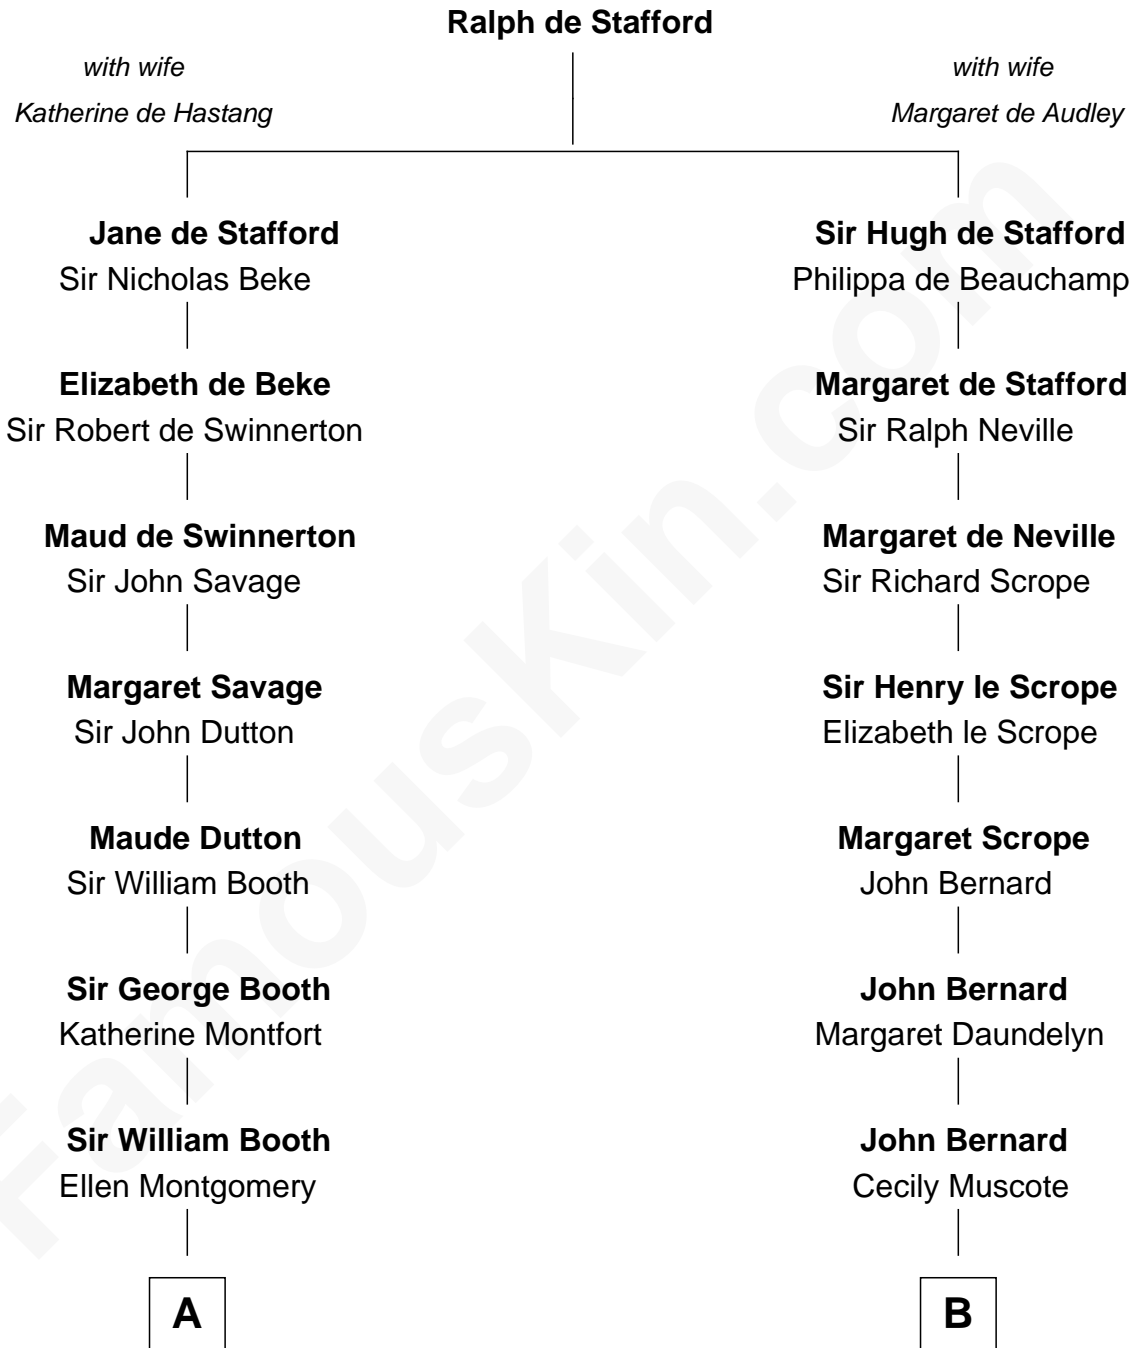 Ralph de Stafford
with wife
Katherine de Hastang
with wife
Margaret de Audley
Jane de Stafford
Sir Nicholas Beke
Elizabeth de Beke
Sir Robert de Swinnerton
Maud de Swinnerton
Sir John Savage
Margaret Savage
Sir John Dutton
Maude Dutton
Sir William Booth
Sir George Booth
Katherine Montfort
Sir William Booth
Ellen Montgomery
A
Sir Hugh de Stafford
Philippa de Beauchamp
Margaret de Stafford
Sir Ralph Neville
Margaret de Neville
Sir Richard Scrope
Sir Henry le Scrope
Elizabeth le Scrope
Margaret Scrope
John Bernard
John Bernard
Margaret Daundelyn
John Bernard
Cecily Muscote
B
FamousKin.com